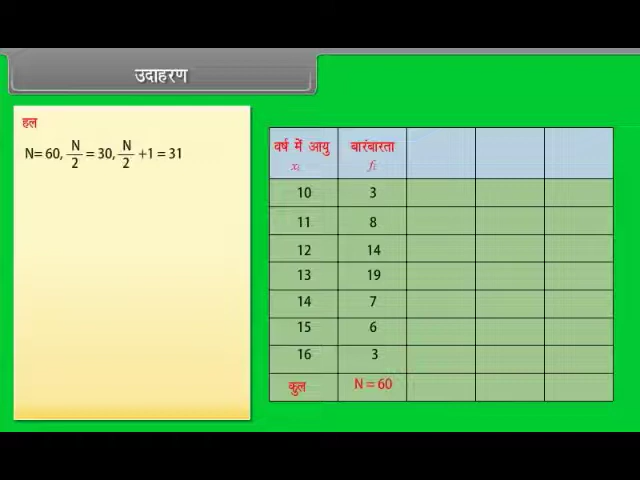 उदाहरण
हल
N= 60, N/2 = 30, N/2 +1 = 31
वर्ष में आयु बारंबारता
xᵢ fᵢ
10 3
11 8
12 14
13 19
14 7
15 6
16 3
कुल N = 60